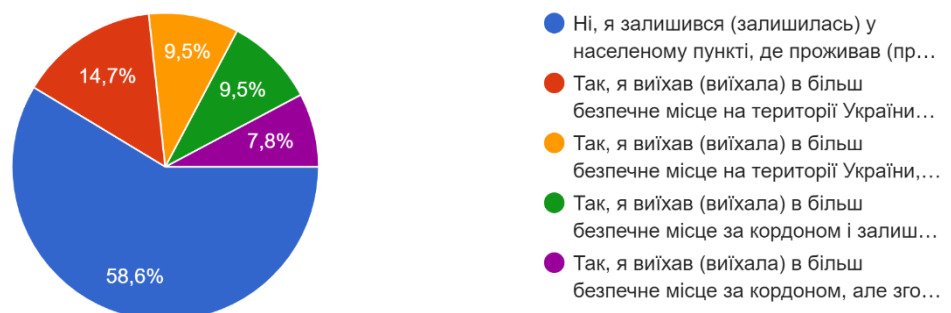 58,6%
14,7%
9,5%
9,5%
7,8%
Ні, я залишився (залишилась) у
населеному пункті, де проживав (пр…
Так, я виїхав (виїхала) в більш
безпечне місце на території України…
Так, я виїхав (виїхала) в більш
безпечне місце на території України,…
Так, я виїхав (виїхала) в більш
безпечне місце за кордоном і залиш…
Так, я виїхав (виїхала) в більш
безпечне місце за кордоном, але зго…